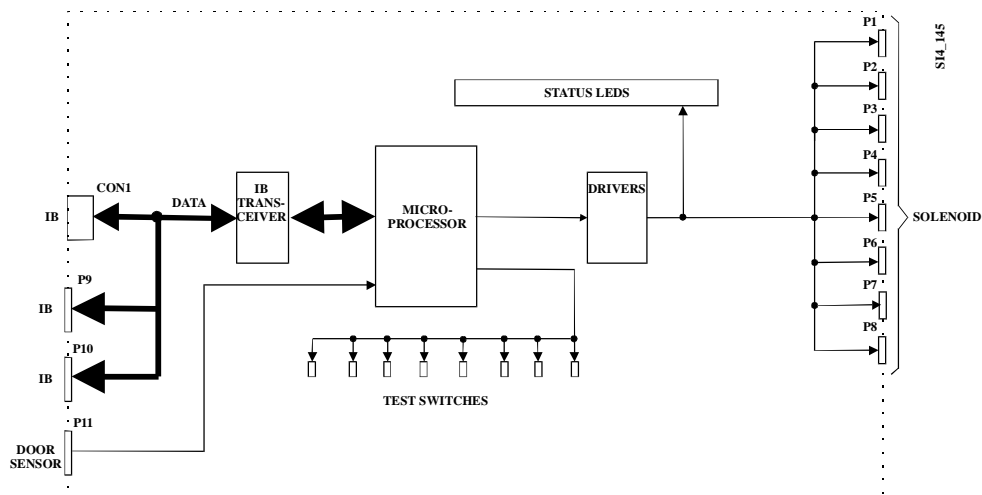 P1
SI4_145
P2
STATUS LEDS
P3
P4
CON1
DATA
IB
TRANS-
CEIVER
DRIVERS
MICRO-
PROCESSOR
P5
IB
SOLENOID
P6
P9
P7
IB
P8
P10
IB
TEST SWITCHES
P11
DOOR
SENSOR